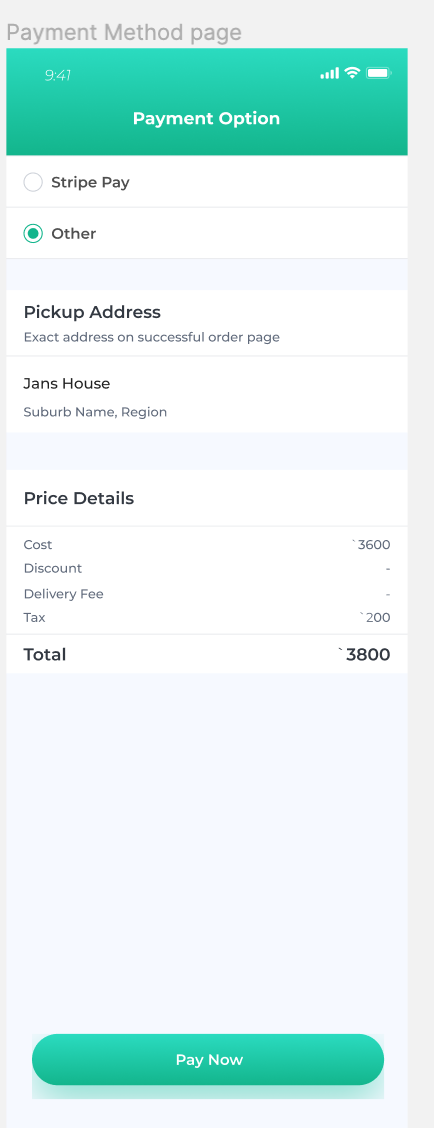 Payment Method page
9:41
Payment Option
Stripe Pay
Other
Pickup Address
Exact address on successful order page
Jans House
Suburb Name, Region
Price Details
Cost `3600
Discount -
Delivery Fee -
Tax `200
Total `3800
Pay Now